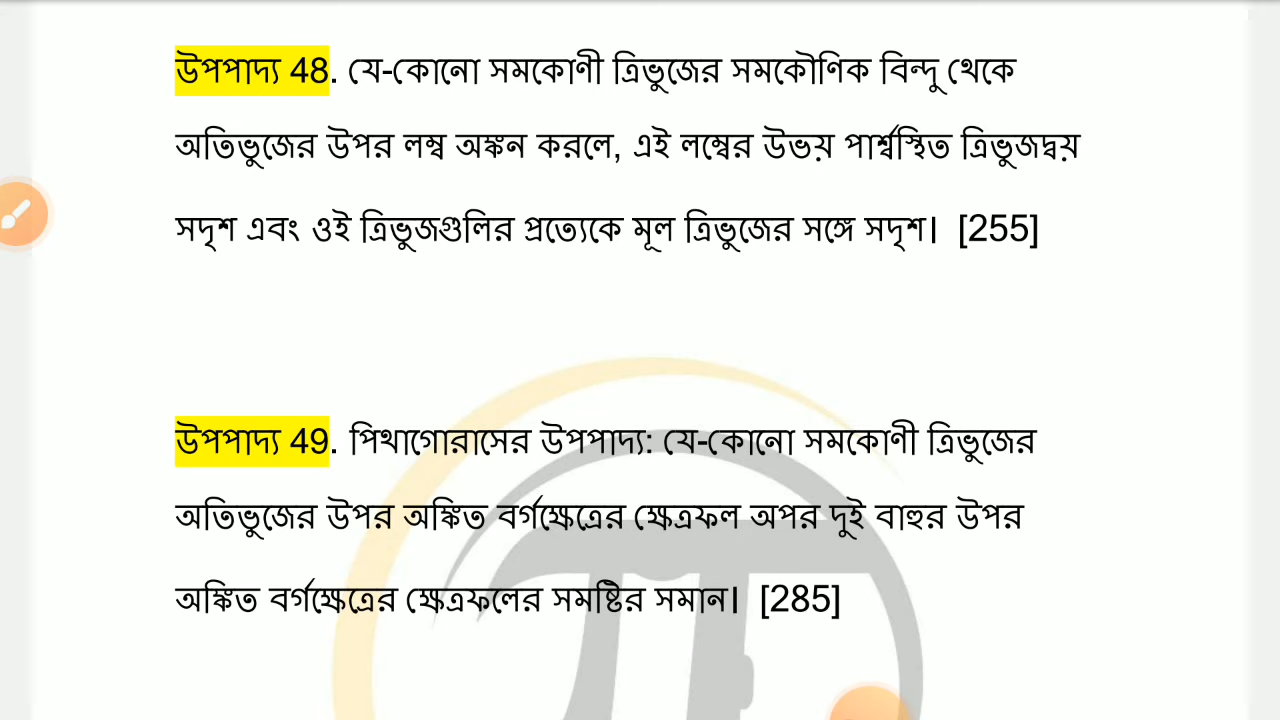 উপপাদ্য 48. যে-কোনো সমকোণী ত্রিভুজের সমকৌণিক বিন্দু থেকে
অতিভুজের উপর লম্ব অঙ্কন করলে, এই লম্বের উভয় পার্শ্বস্থিত ত্রিভুজদ্বয়
সদৃশ এবং ওই ত্রিভুজগুলির প্রত্যেকে মূল ত্রিভুজের সঙ্গে সদৃশ। [255]
উপপাদ্য 49. পিথাগোরাসের উপপাদ্য: যে-কোনো সমকোণী ত্রিভুজের
অতিভুজের উপর অঙ্কিত বর্গক্ষেত্রের ক্ষেত্রফল অপর দুই বাহুর উপর
অঙ্কিত বর্গক্ষেত্রের ক্ষেত্রফলের সমষ্টির সমান। [285]